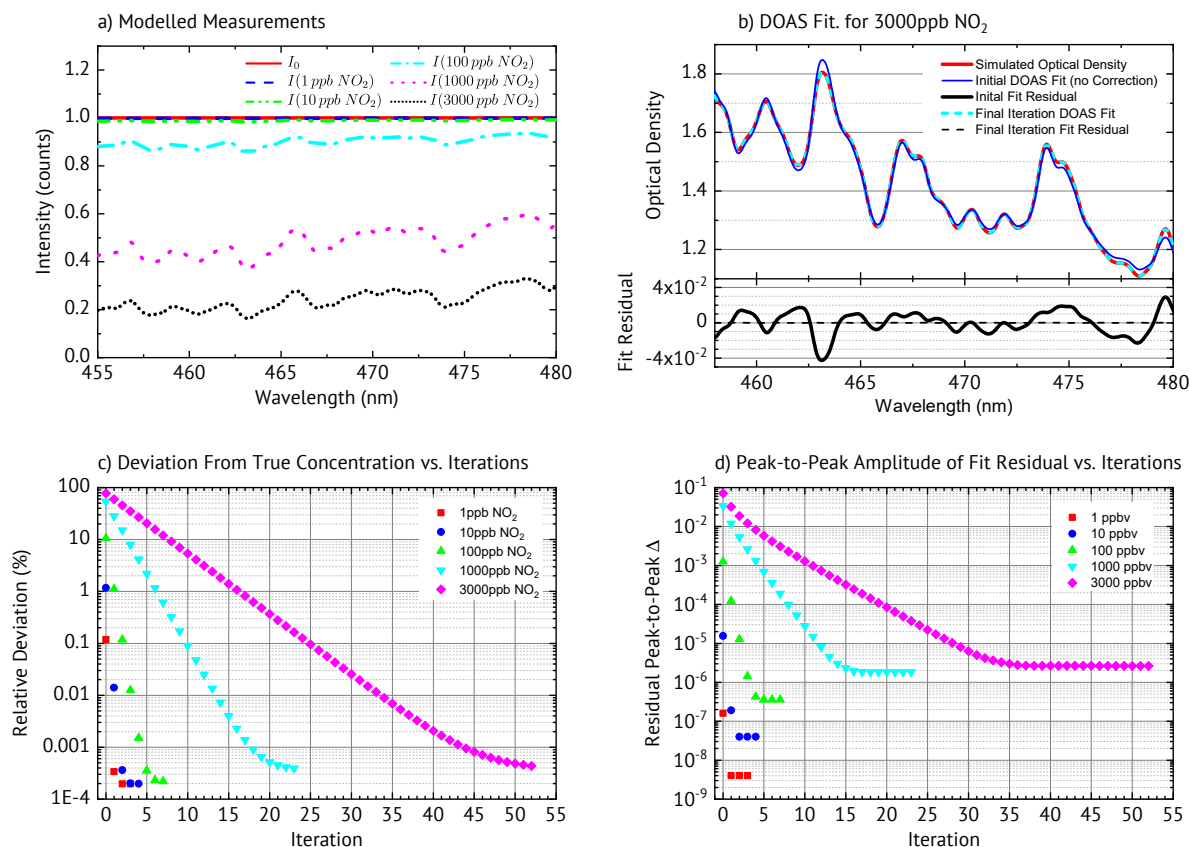 a) Modelled Measurements
I0
I(1 ppb NO2)
I(10 ppb NO2)
I(100 ppb NO2)
I(1000 ppb NO2)
I(3000 ppb NO2)
1.2
1.0
0.8
0.6
0.4
0.2
0.0
Intensity (counts)
455 460 465 470 475 480
Wavelength (nm)
b) DOAS Fit. for 3000ppb NO2
Simulated Optical Density
Initial DOAS Fit (no Correction)
Inital Fit Residual
Final Iteration DOAS Fit
Final Iteration Fit Residual
1.8
1.6
1.4
1.2
Optical Density
4x10-2
0
-4x10-2
Fit Residual
460 465 470 475 480
Wavelength (nm)
c) Deviation From True Concentration vs. Iterations
1ppb NO2
10ppb NO2
100ppb NO2
1000ppb NO2
3000ppb NO2
100
10
1
0.1
0.01
0.001
1E-4
Relative Deviation (%)
0 5 10 15 20 25 30 35 40 45 50 55
Iteration
d) Peak-to-Peak Amplitude of Fit Residual vs. Iterations
1 ppbv
10 ppbv
100 ppbv
1000 ppbv
3000 ppbv
10-1
10-2
10-3
10-4
10-5
10-6
10-7
10-8
10-9
Residual Peak-to-Peak Δ
0 5 10 15 20 25 30 35 40 45 50 55
Iteration